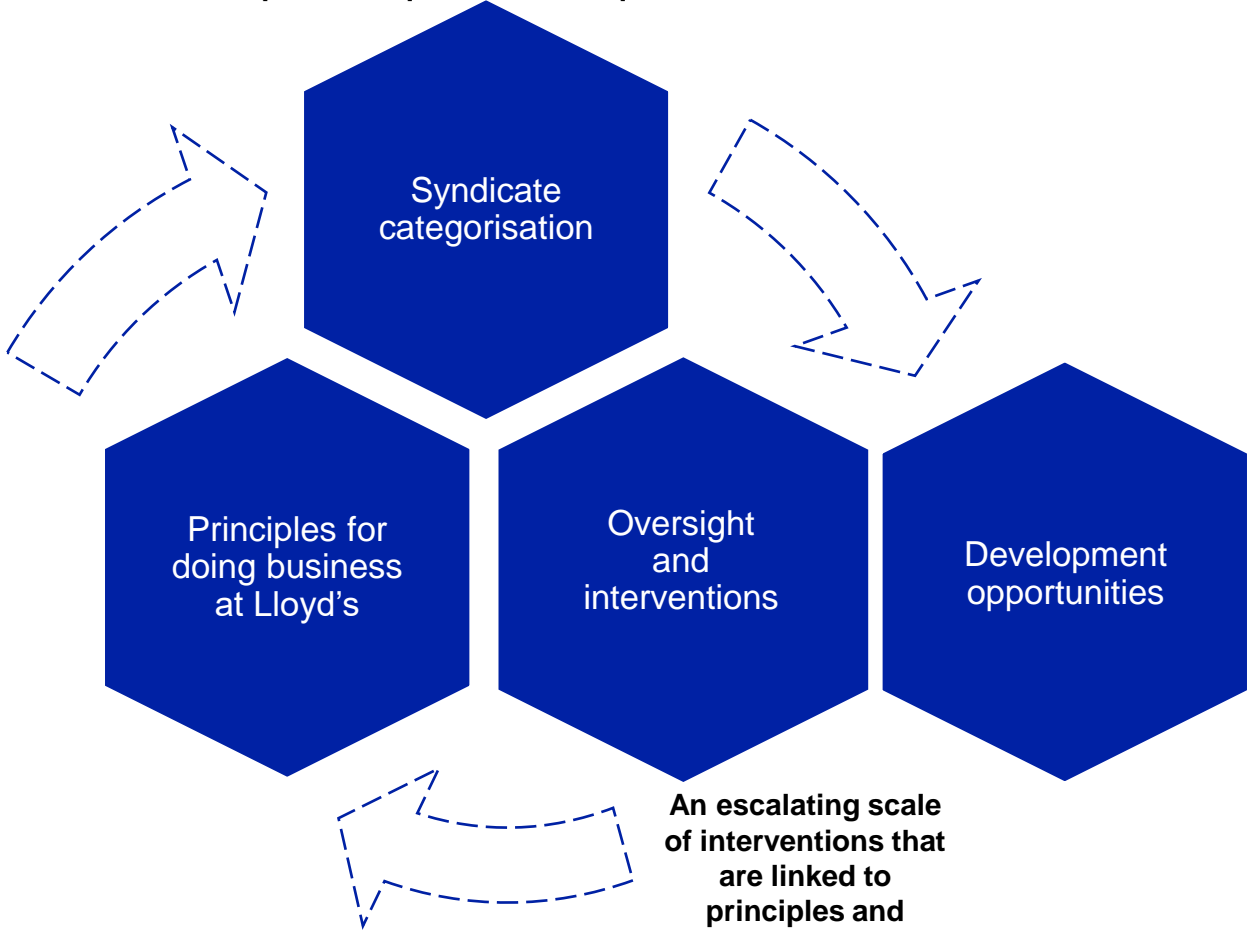 Syndicate
categorisation
Principles for
doing business
at Lloyd's
Oversight
and
interventions
Development
opportunities
An escalating scale
of interventions that
are linked to
principles and